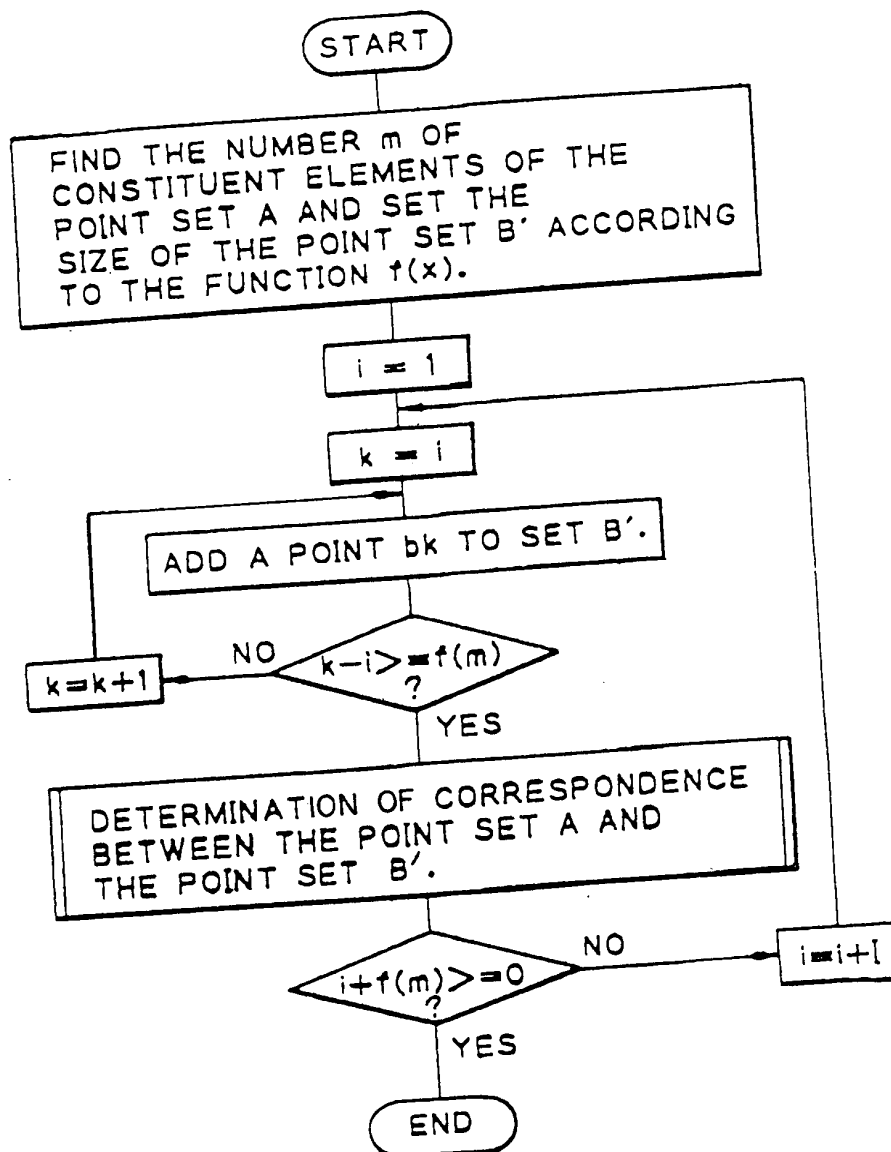 START
FIND THE NUMBER m OF
CONSTITUENT ELEMENTS OF THE
POINT SET A AND SET THE
SIZE OF THE POINT SET B' ACCORDING
TO THE FUNCTION f(x).
i = 1
k = i
ADD A POINT bk TO SET B'.
k-i>=f(m)
?
NO
k=k+1
YES
DETERMINATION OF CORRESPONDENCE
BETWEEN THE POINT SET A AND
THE POINT SET B'.
i+f(m)>=0
?
NO
i=i+I
YES
END